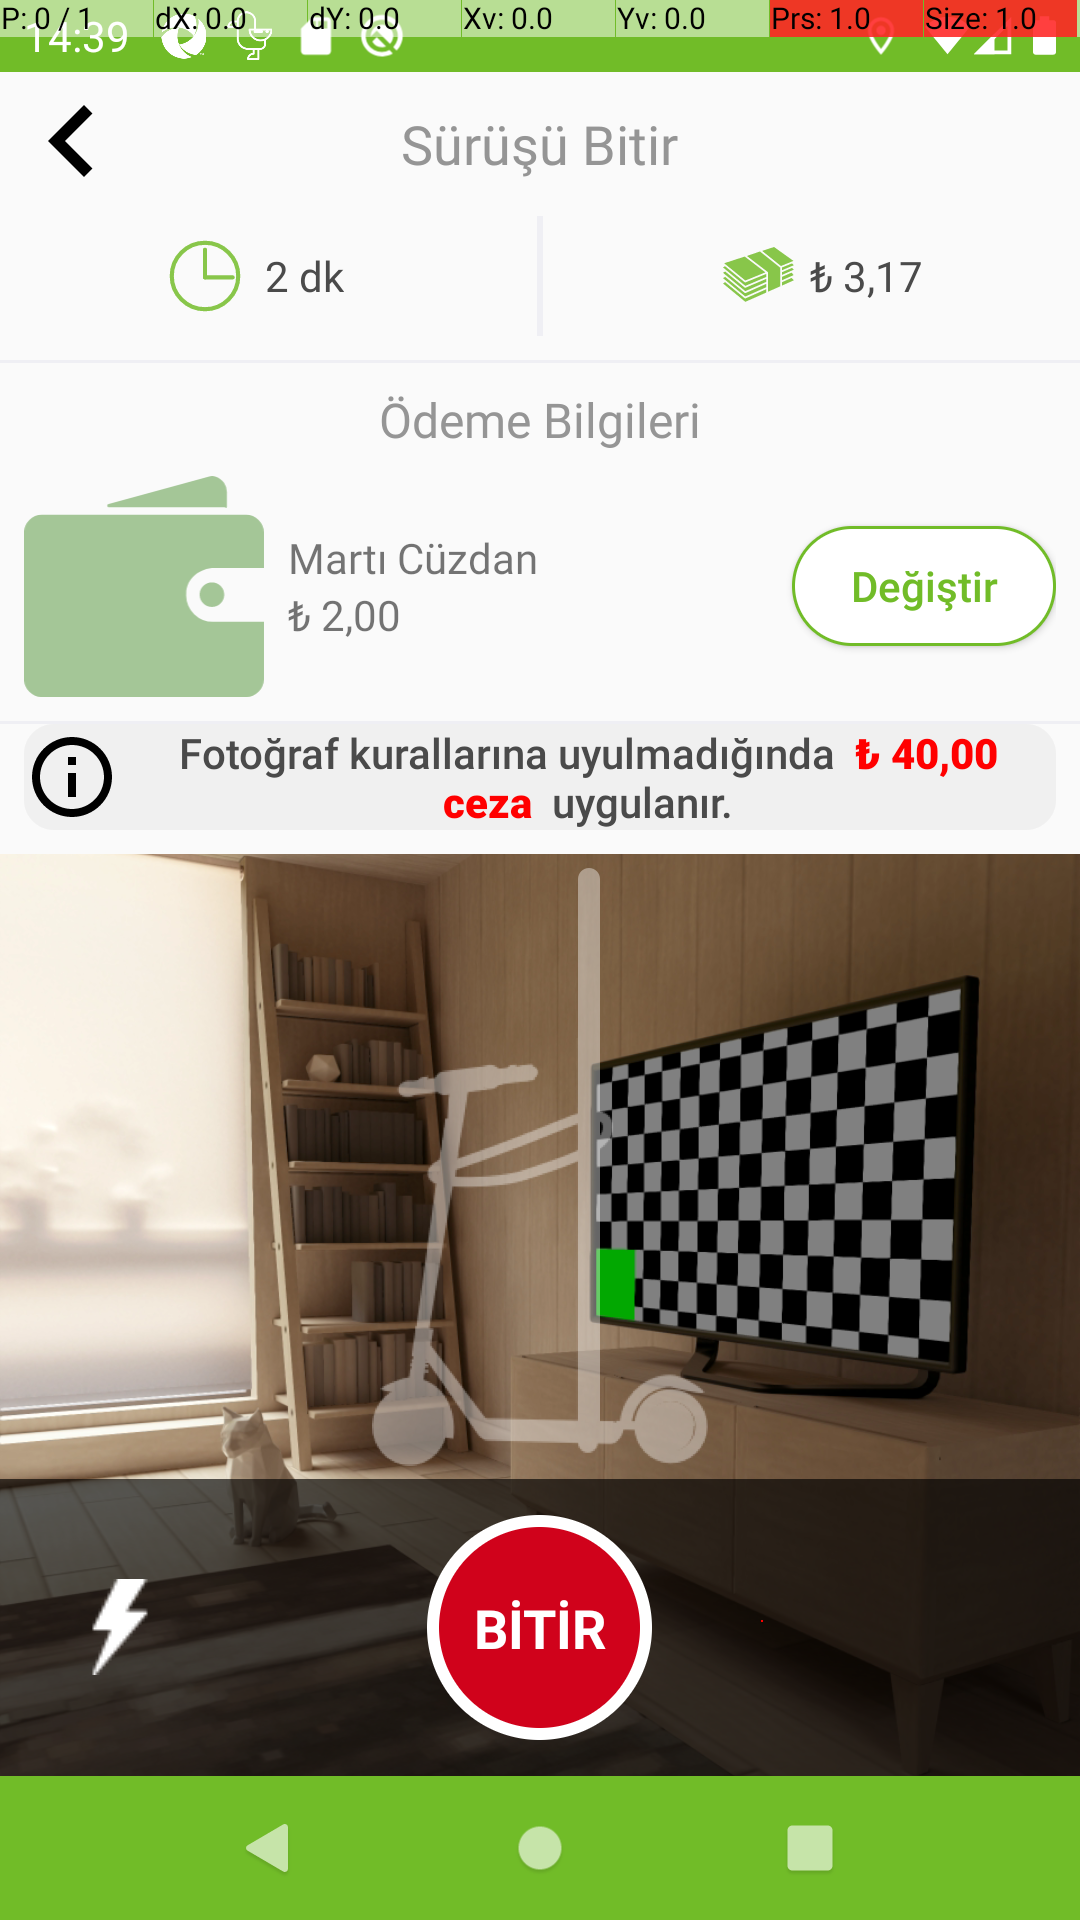 P: 0 / 1 dX: 0.0 dY: 0.0 Xv: 0.0 Yv: 0.0 Prs: 1.0 Size: 1.0
14:39
Sürüşü Bitir
2 dk
₺ 3,17
Ödeme Bilgileri
Martı Cüzdan
₺ 2,00
Değiştir
Fotoğraf kurallarına uyulmadığında ₺ 40,00
ceza uygulanır.
BİTİR